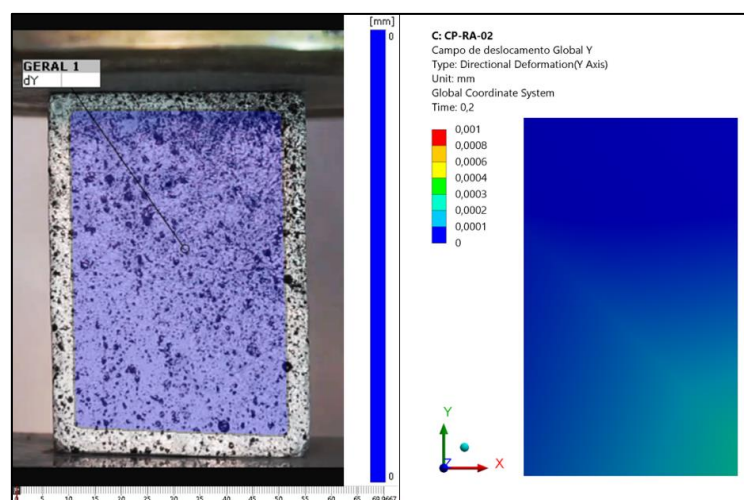 [mm]
0
GERAL 1
dY
0
5
10
15
20
25
30
35
40
45
50
55
60
65
C: CP-RA-02
Campo de deslocamento Global Y
Type: Directional Deformation(Y Axis)
Unit: mm
Global Coordinate System
Time: 0,2
0,001
0,0008
0,0006
0,0004
0,0003
0,0002
0,0001
0
Y
Z
X